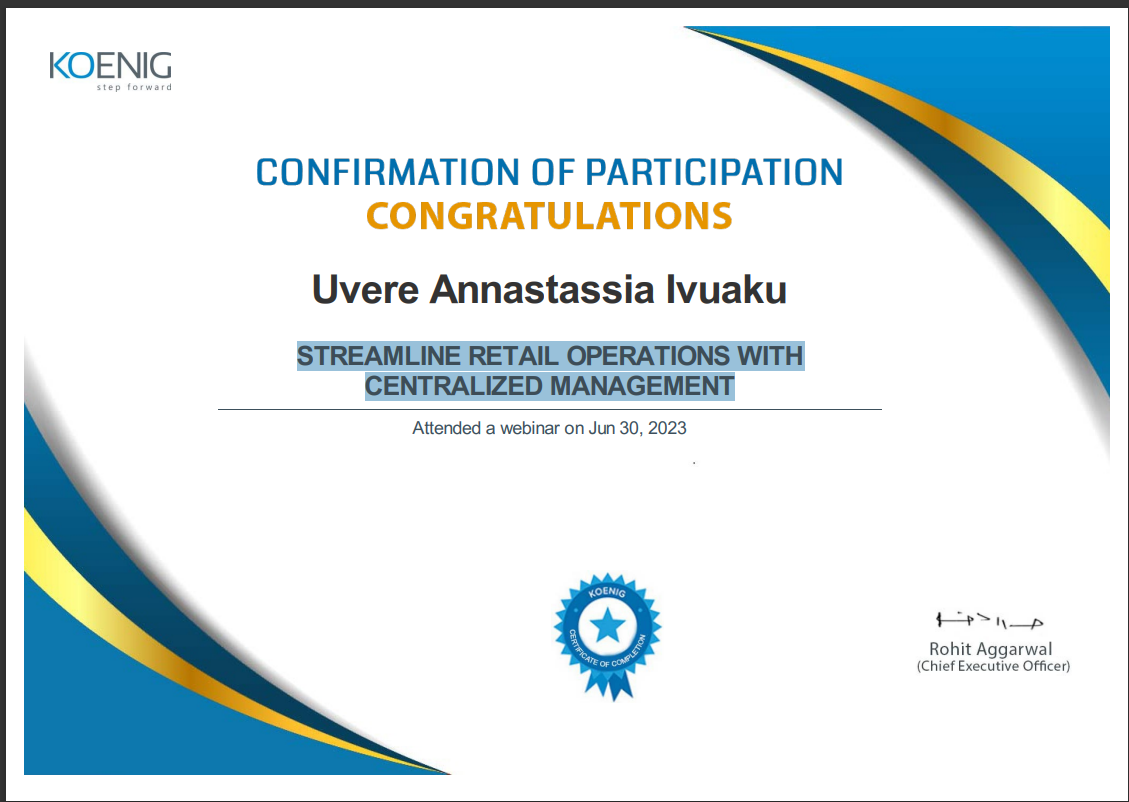 KOENIG
step forward
CONFIRMATION OF PARTICIPATION
CONGRATULATIONS
Uvere Annastassia Ivuaku
STREAMLINE RETAIL OPERATIONS WITH
CENTRALIZED MANAGEMENT
Attended a webinar on Jun 30, 2023
.
KOENIG
CERTIFICATE OF COMPLETION
Rohit Aggarwal
(Chief Executive Officer)